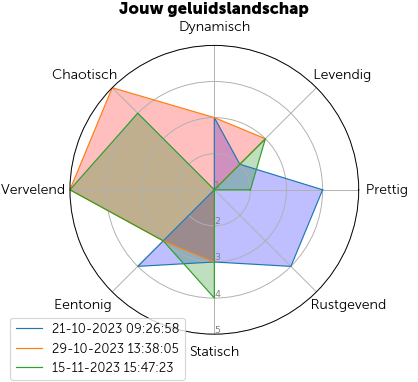 Jouw geluidslandschap
Dynamisch
Chaotisch
Levendig
Vervelend
Prettig
2
3
4
5
Eentonig
Rustgevend
Statisch
21-10-2023 09:26:58
29-10-2023 13:38:05
15-11-2023 15:47:23